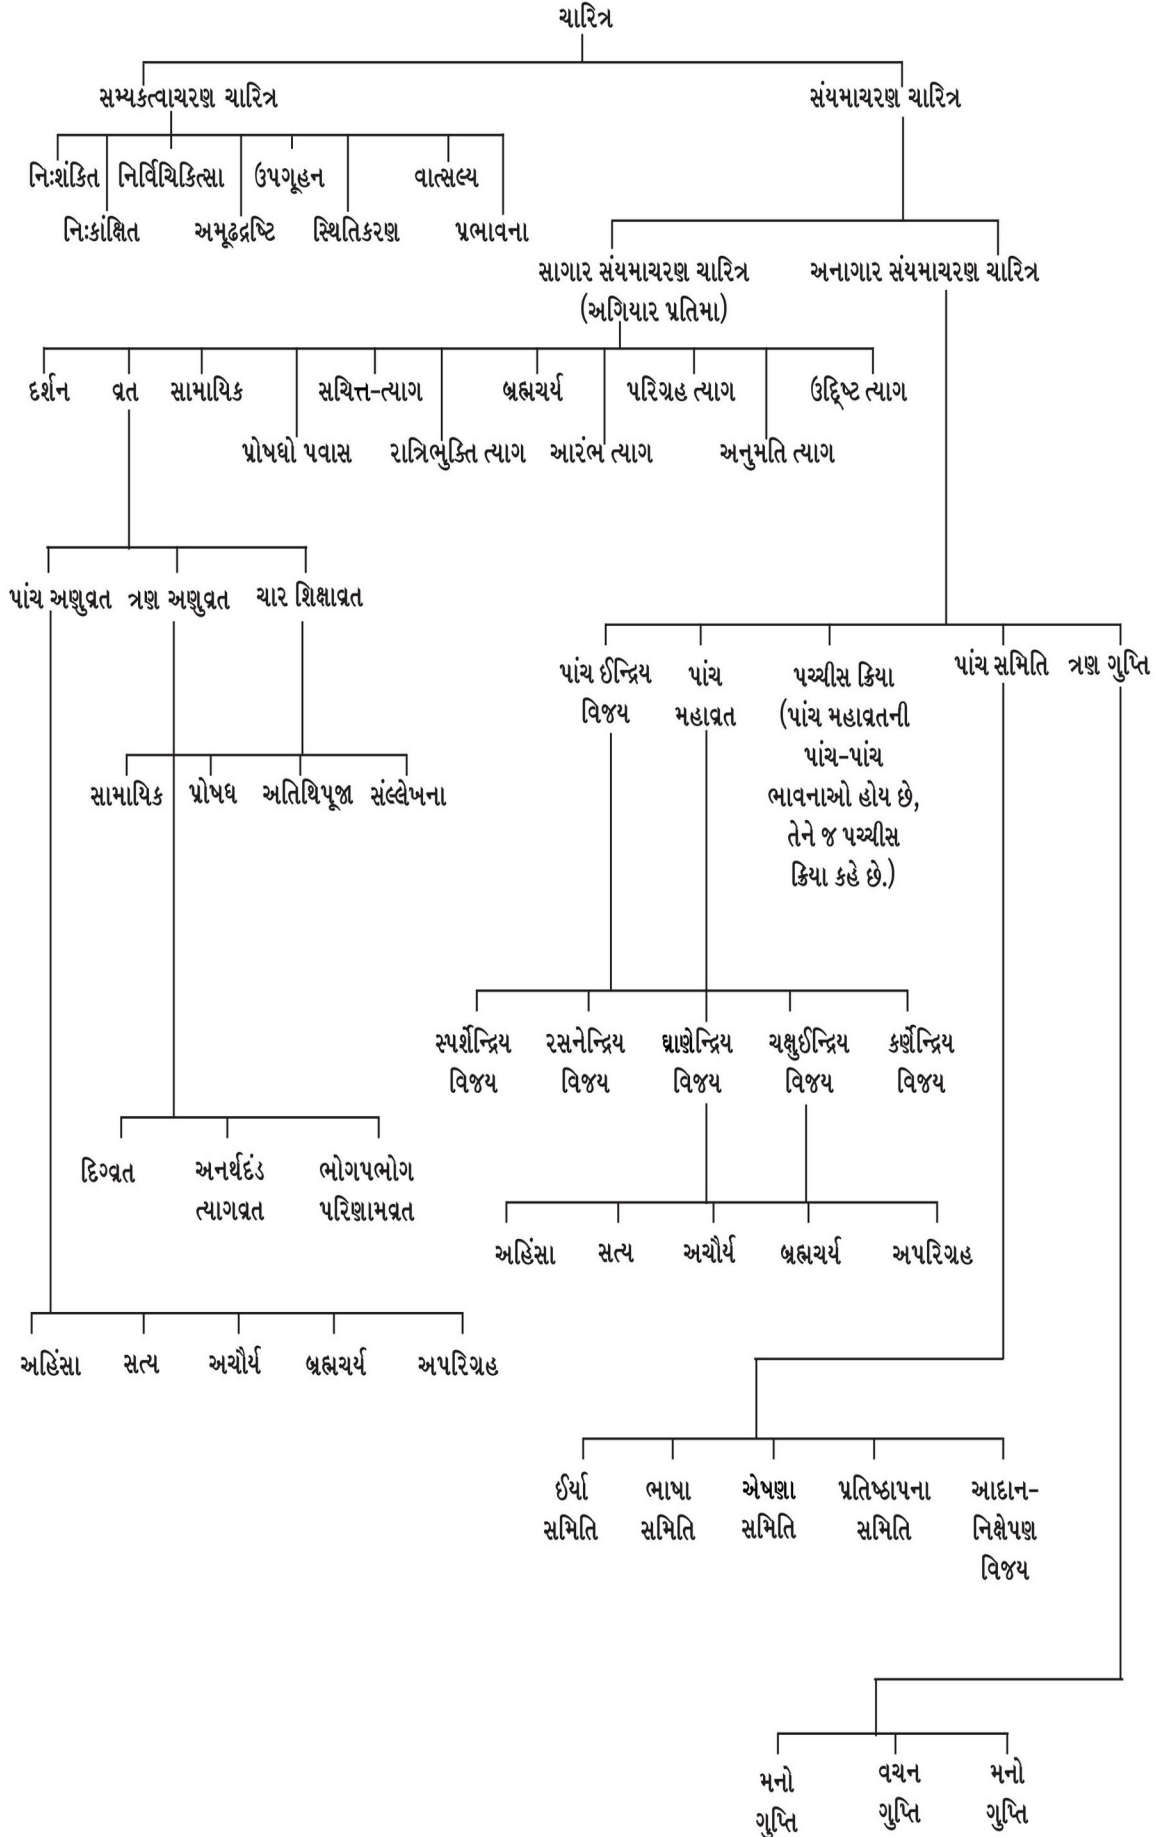 ચારિત્ર
સમ્યક્ત્વાચરણ ચારિત્ર
સંયમાચરણ ચારિત્ર
નિઃશંકિત
નિર્વિચિકિત્સા
ઉપગૂહન
વાત્સલ્ય
નિઃકાંક્ષિત
અમૂઢદ્રષ્ટિ
સ્થિતિકરણ
પ્રભાવના
સાગાર સંયમાચરણ ચારિત્ર
(અગિયાર પ્રતિમા)
અનાગાર સંયમાચરણ ચારિત્ર
દર્શન
વ્રત
સામાયિક
સચિત્ત-ત્યાગ
બ્રહ્મચર્ય
પરિગ્રહ ત્યાગ
ઉદ્દિષ્ટ ત્યાગ
પ્રોષધો પવાસ
રાત્રિભુક્તિ ત્યાગ
આરંભ ત્યાગ
અનુમતિ ત્યાગ
પાંચ અણુવ્રત
ત્રણ અણુવ્રત
ચાર શિક્ષાવ્રત
પાંચ ઈન્દ્રિય
વિજય
પાંચ
મહાવ્રત
પચ્ચીસ ક્રિયા
(પાંચ મહાવ્રતની
પાંચ-પાંચ
ભાવનાઓ હોય છે,
તેને જ પચ્ચીસ
ક્રિયા કહે છે.)
પાંચ સમિતિ
ત્રણ ગુપ્તિ
સામાયિક
પ્રોષધ
અતિથિપૂજા
સંલ્લેખના
સ્પર્શેન્દ્રિય
વિજય
રસનેન્દ્રિય
વિજય
ઘ્રાણેન્દ્રિય
વિજય
ચક્ષુઈન્દ્રિય
વિજય
કર્ણેન્દ્રિય
વિજય
દિગ્વ્રત
અનર્થદંડ
ત્યાગવ્રત
ભોગપભોગ
પરિણામવ્રત
અહિંસા
સત્ય
અચૌર્ય
બ્રહ્મચર્ય
અપરિગ્રહ
અહિંસા
સત્ય
અચૌર્ય
બ્રહ્મચર્ય
અપરિગ્રહ
ઈર્યા
સમિતિ
ભાષા
સમિતિ
એષણા
સમિતિ
પ્રતિષ્ઠાપના
સમિતિ
આદાન-
નિક્ષેપણ
વિજય
મનો
ગુપ્તિ
વચન
ગુપ્તિ
મનો
ગુપ્તિ